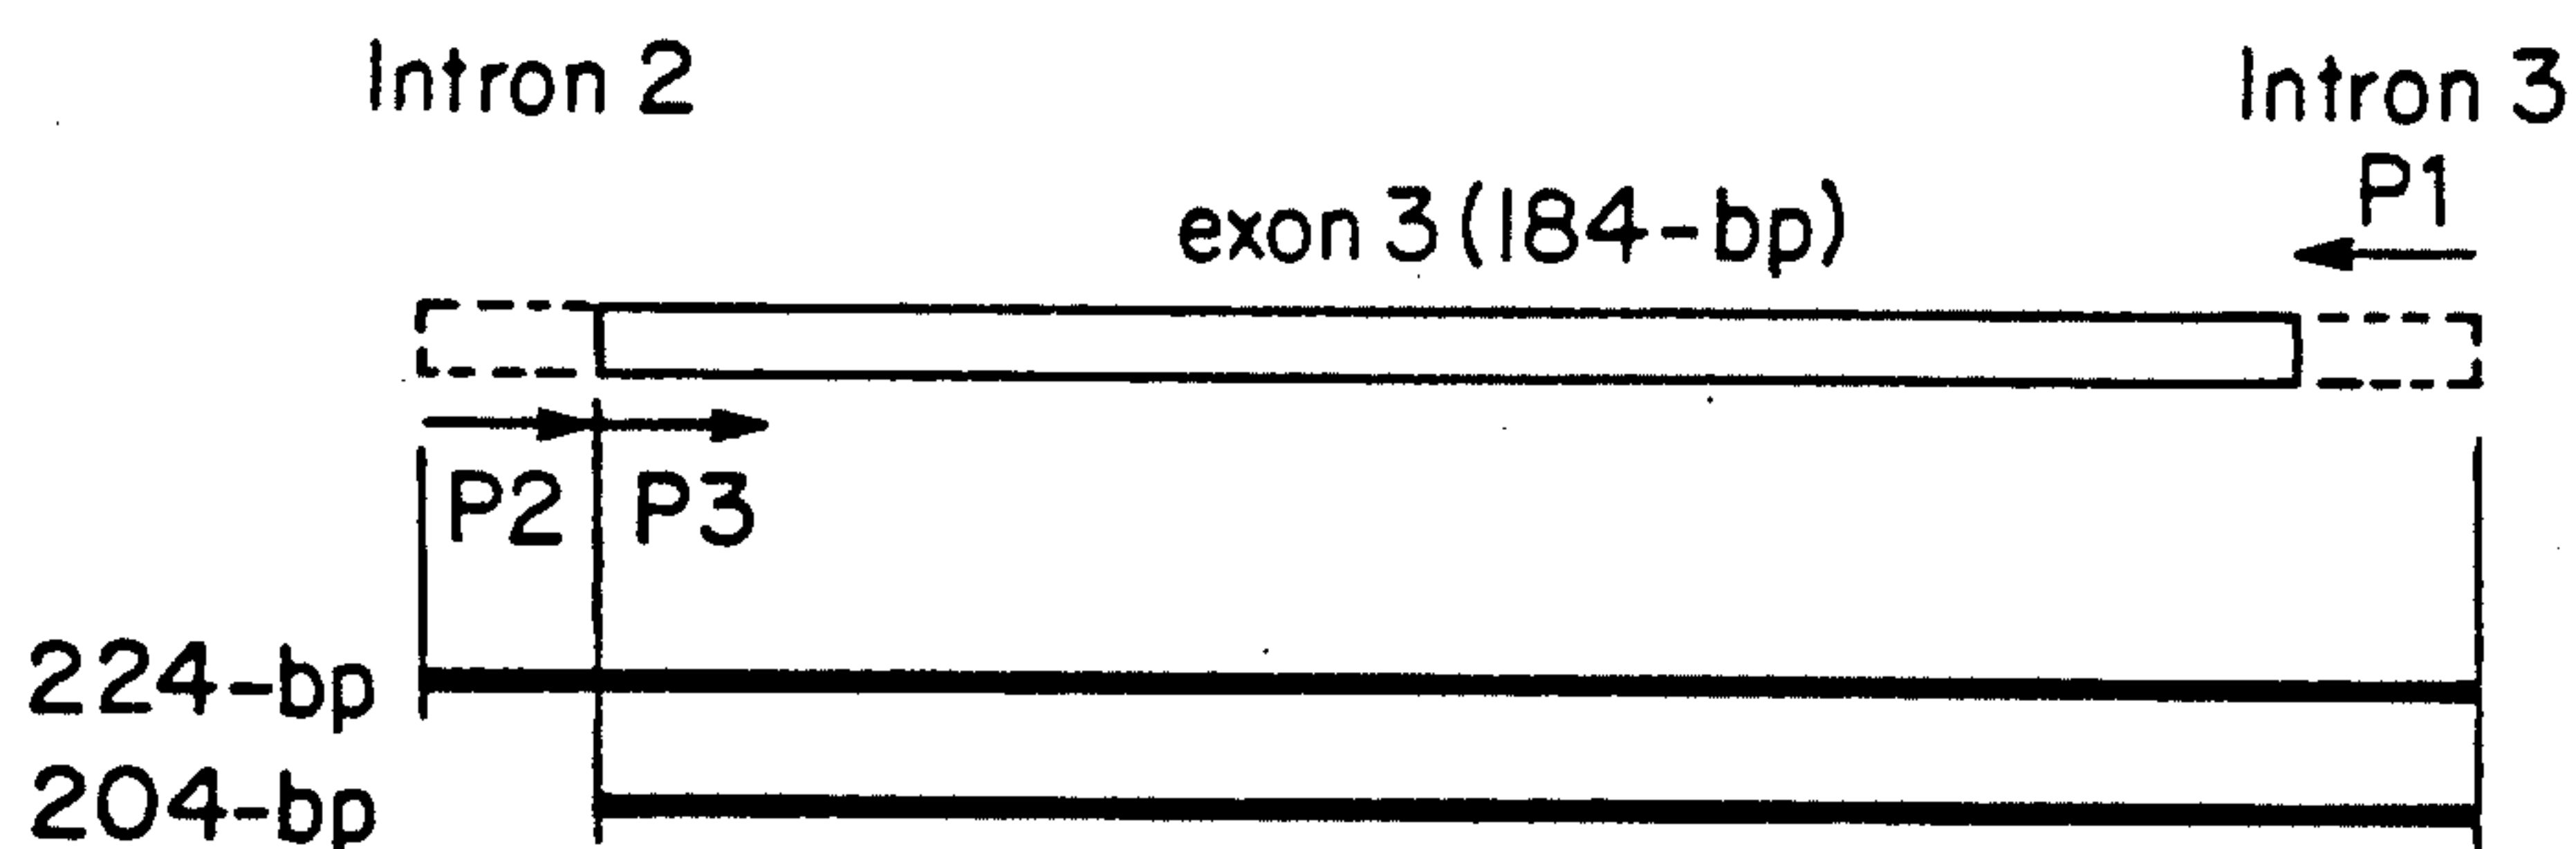 Intron 2
Intron 3
P1
exon 3 (184-bp)
P2
P3
224-bp
204-bp